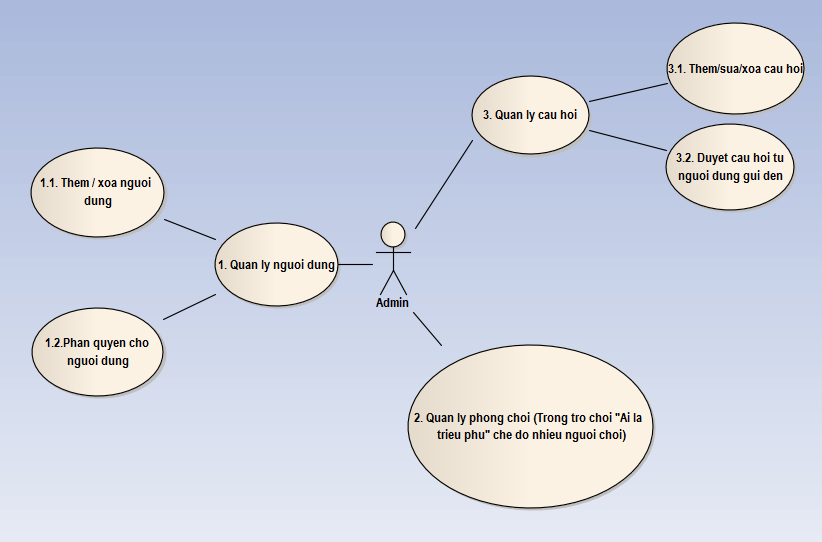 3.1. Them/sua/xoa cau hoi
3. Quan ly cau hoi
3.2. Duyet cau hoi tu
nguoi dung gui den
1.1. Them / xoa nguoi
dung
1. Quan ly nguoi dung
Admin
1.2.Phan quyen cho
nguoi dung
2. Quan ly phong choi (Trong tro choi "Ai la
trieu phu" che do nhieu nguoi choi)